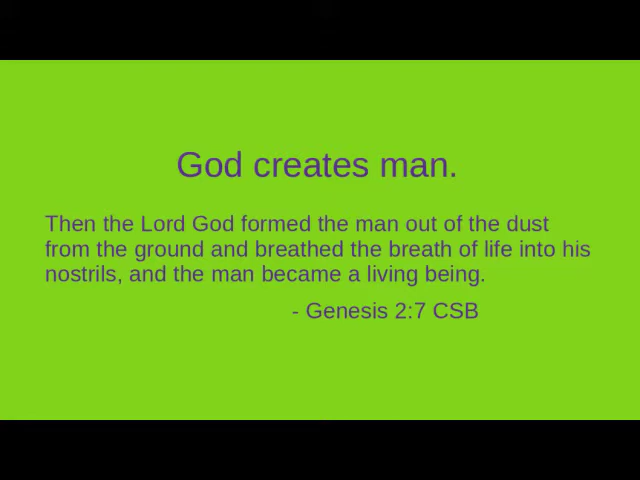 God creates man.
Then the Lord God formed the man out of the dust
from the ground and breathed the breath of life into his
nostrils, and the man became a living being.
- Genesis 2:7 CSB